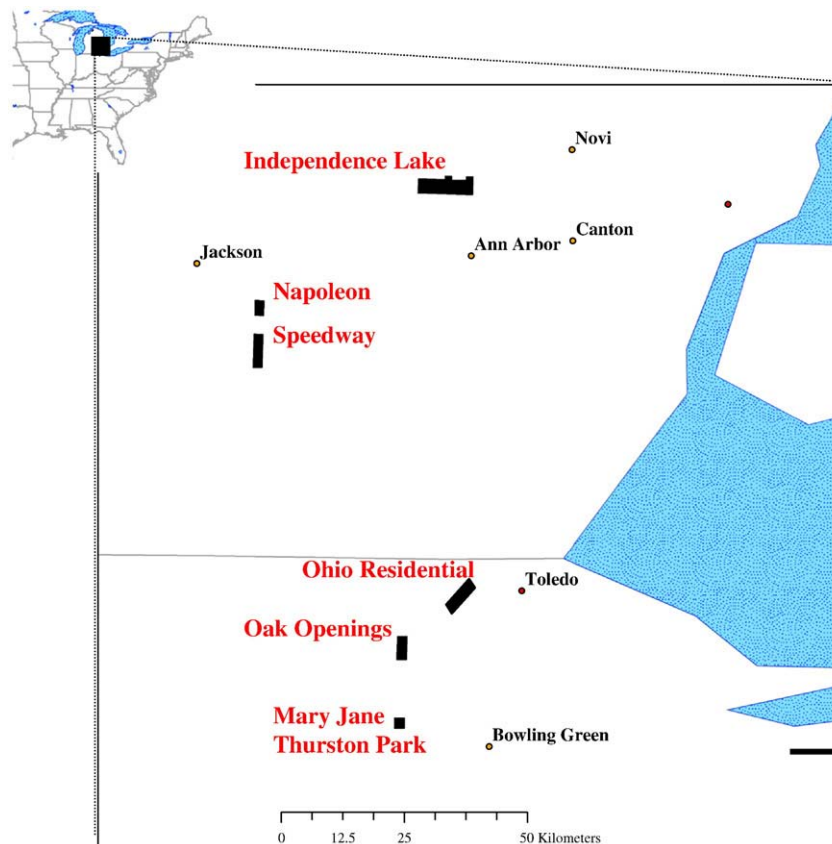 Novi
Independence Lake
Canton
Ann Arbor
Jackson
Napoleon
Speedway
Ohio Residential
Toledo
Oak Openings
Mary Jane
Thurston Park
Bowling Green
0 12.5 25 50 Kilometers